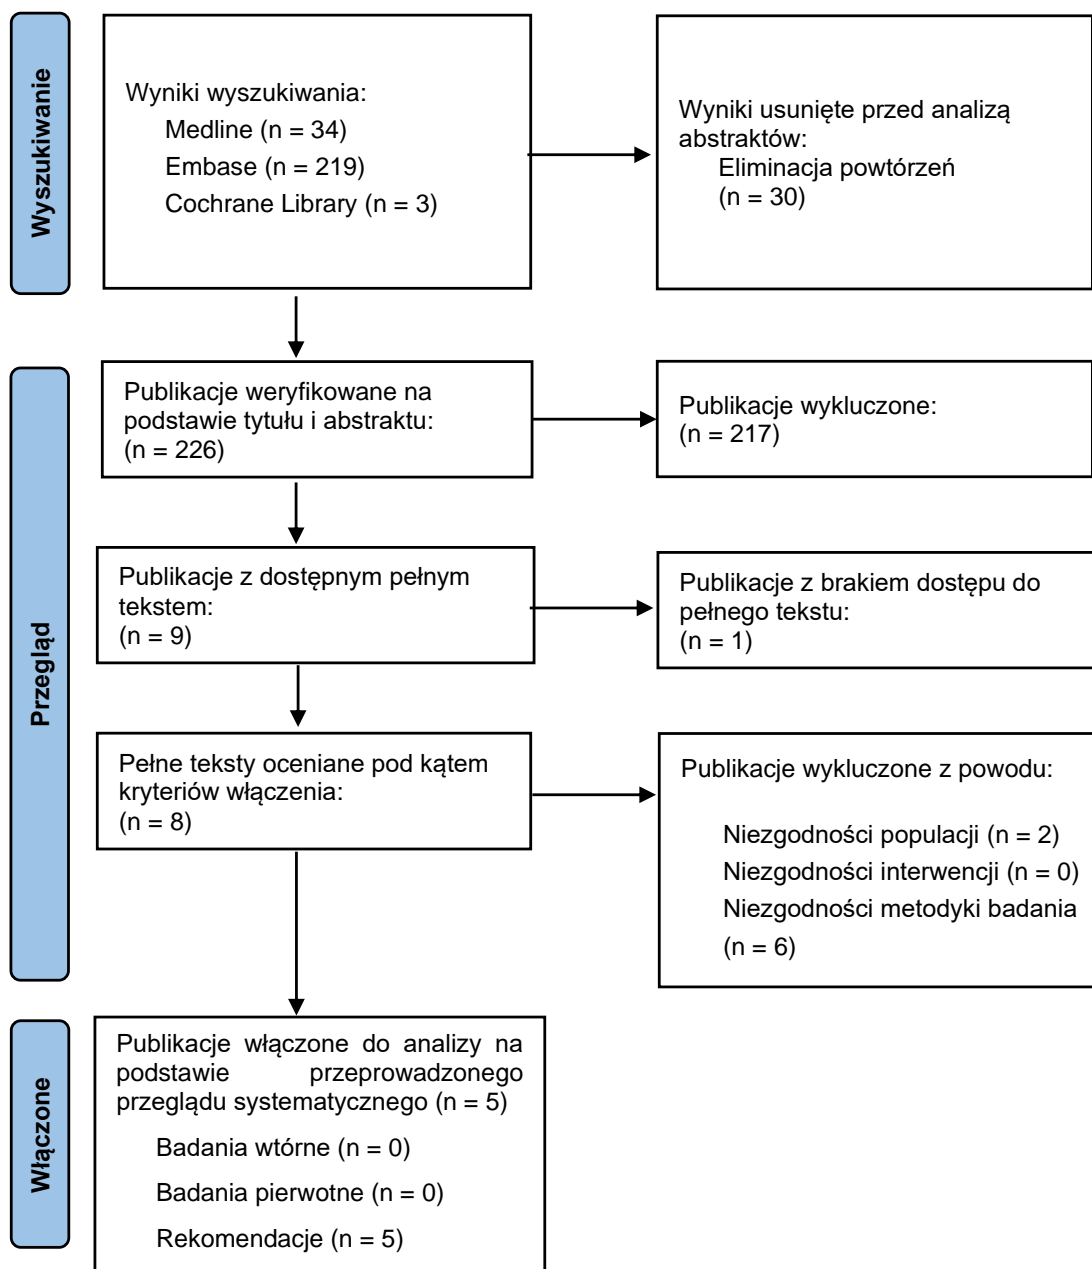 Wyszukiwanie
Wyniki wyszukiwania:
Medline (n = 34)
Embase (n = 219)
Cochrane Library (n = 3)
Wyniki usunięte przed analizą
abstraktów:
Eliminacja powtórzeń
(n = 30)
Przegląd
Publikacje weryfikowane na
podstawie tytułu i abstraktu:
(n = 226)
Publikacje wykluczone:
(n = 217)
Publikacje z dostępnym pełnym
tekstem:
(n = 9)
Publikacje z brakiem dostępu do
pełnego tekstu:
(n = 1)
Pełne teksty oceniane pod kątem
kryteriów włączenia:
(n = 8)
Publikacje wykluczone z powodu:
Niezgodności populacji (n = 2)
Niezgodności interwencji (n = 0)
Niezgodności metodyki badania
(n = 6)
Włączone
Publikacje włączone do analizy na
podstawie przeprowadzonego
przeglądu systematycznego (n = 5)
Badania wtórne (n = 0)
Badania pierwotne (n = 0)
Rekomendacje (n = 5)